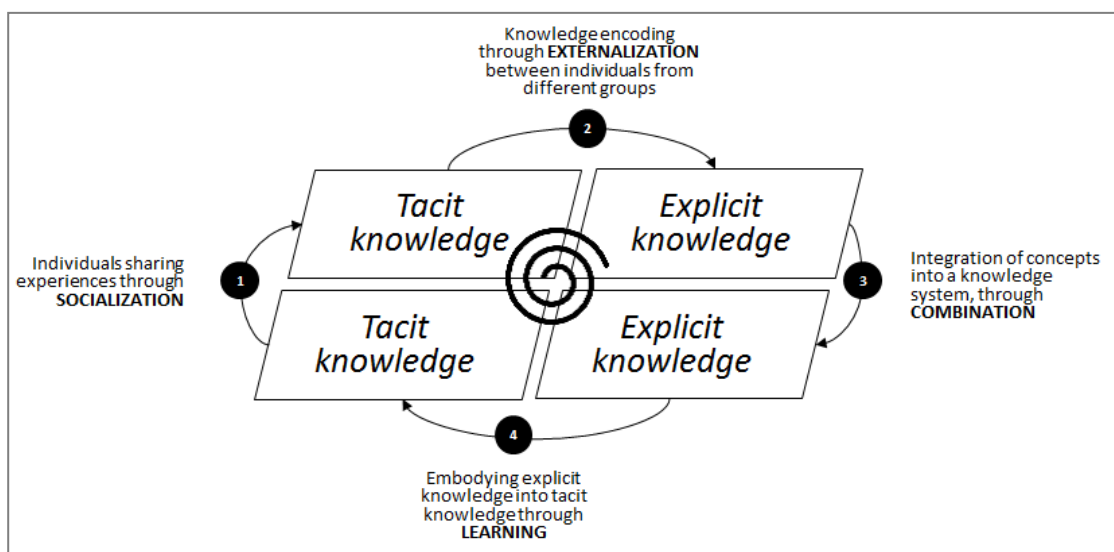 Knowledge encoding
through EXTERNALIZATION
between individuals from
different groups
2
Tacit
knowledge
Explicit
knowledge
Individuals sharing
experiences through
SOCIALIZATION
1
3
Integration of concepts
into a knowledge
system, through
COMBINATION
Tacit
knowledge
Explicit
knowledge
4
Embodying explicit
knowledge into tacit
knowledge through
LEARNING